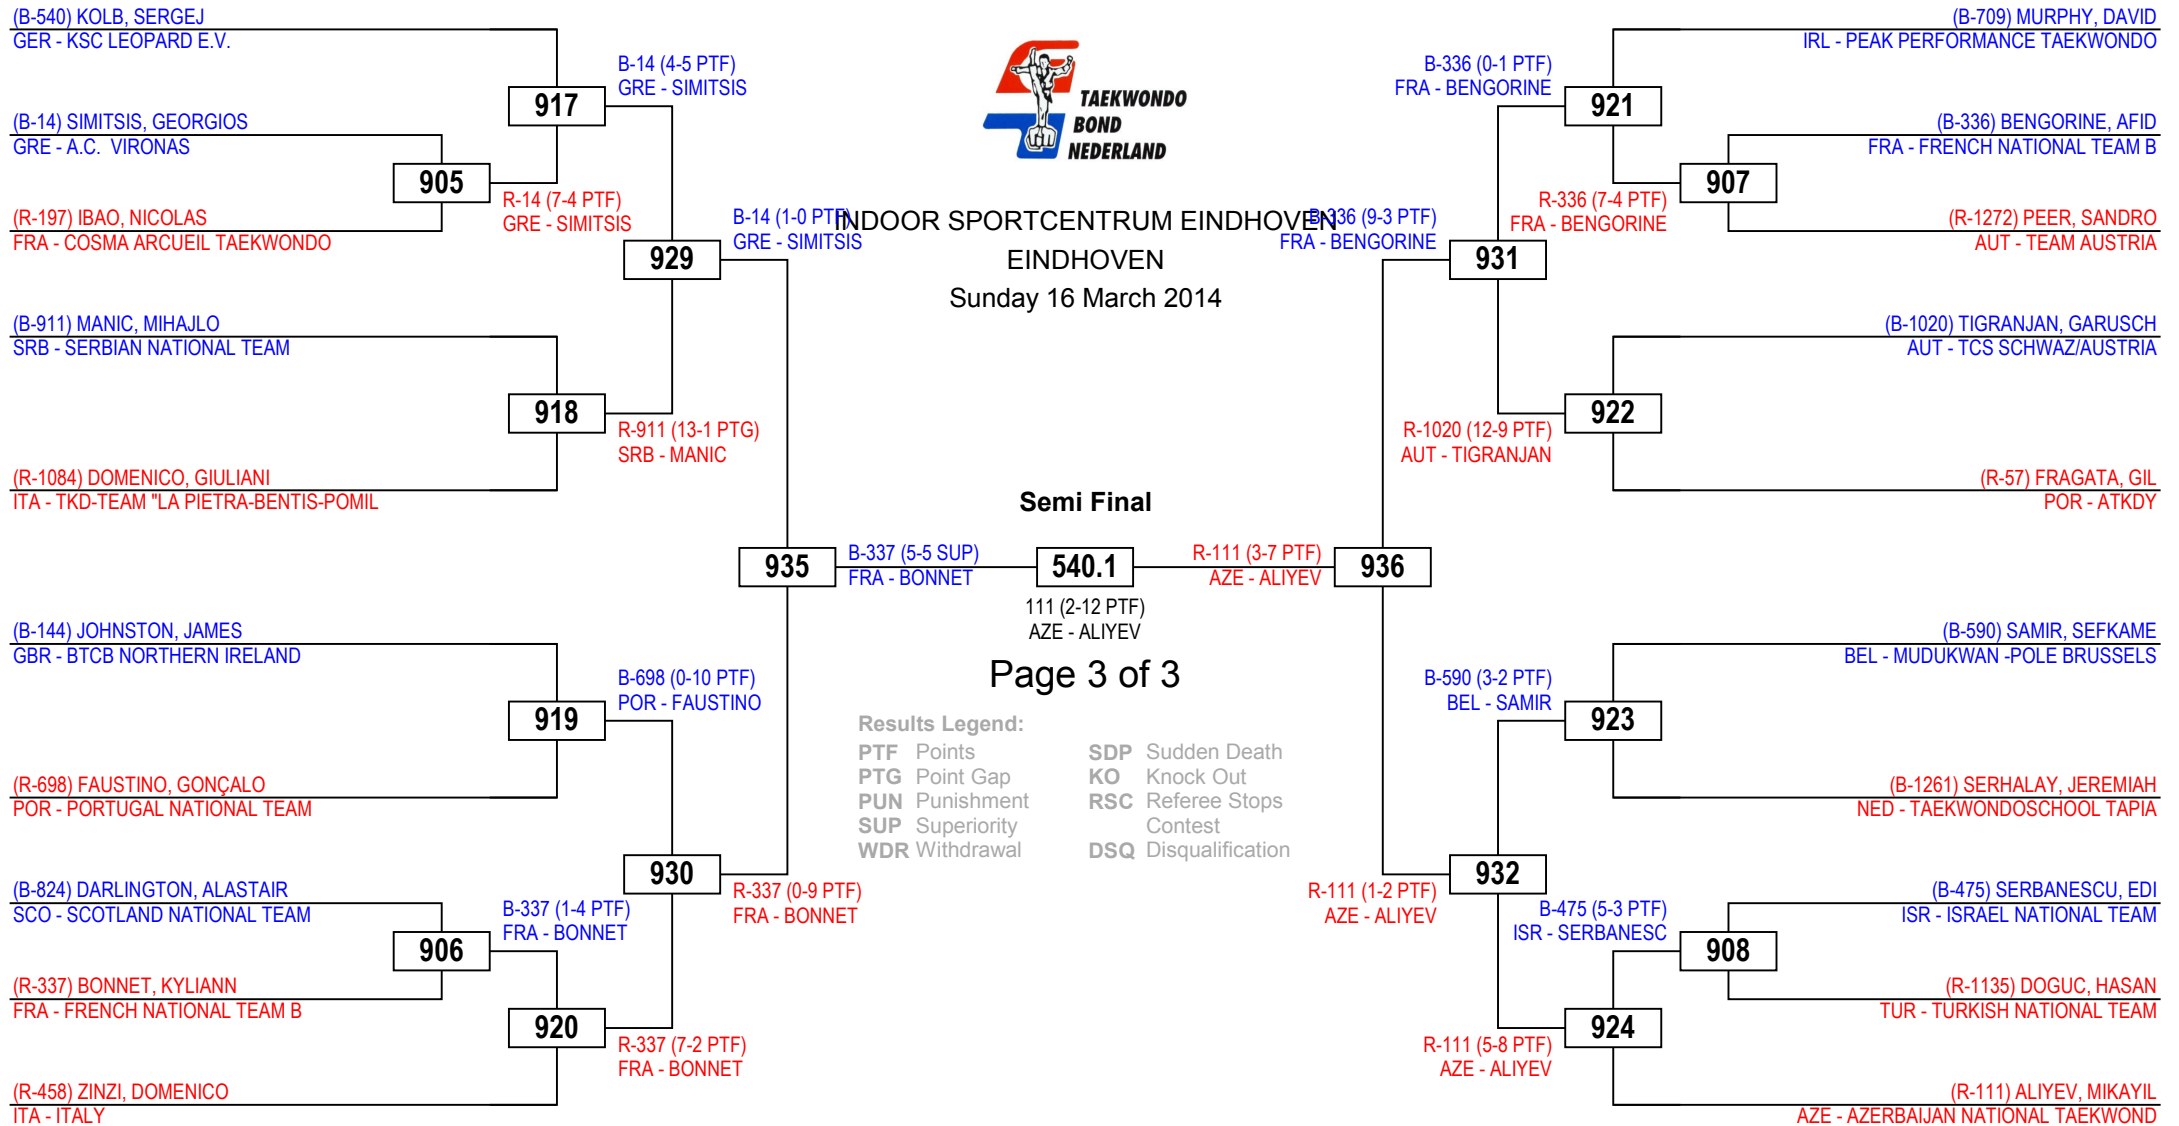 (B-540) KOLB, SERGEJ
GER - KSC LEOPARD E.V.
(B-14) SIMITSIS, GEORGIOS
GRE - A.C.  VIRONAS
(R-197) IBAO, NICOLAS
FRA - COSMA ARCUEIL TAEKWONDO
(B-911) MANIC, MIHAJLO
SRB - SERBIAN NATIONAL TEAM
(R-1084) DOMENICO, GIULIANI
ITA - TKD-TEAM "LA PIETRA-BENTIS-POMIL
(B-144) JOHNSTON, JAMES
GBR - BTCB NORTHERN IRELAND
(R-698) FAUSTINO, GONÇALO
POR - PORTUGAL NATIONAL TEAM
(B-824) DARLINGTON, ALASTAIR
SCO - SCOTLAND NATIONAL TEAM
(R-337) BONNET, KYLIANN
FRA - FRENCH NATIONAL TEAM B
(R-458) ZINZI, DOMENICO
ITA - ITALY
905
R-14 (7-4 PTF)
GRE - SIMITSIS
906
B-337 (1-4 PTF)
FRA - BONNET
917
B-14 (4-5 PTF)
GRE - SIMITSIS
918
R-911 (13-1 PTG)
SRB - MANIC
919
B-698 (0-10 PTF)
POR - FAUSTINO
920
R-337 (7-2 PTF)
FRA - BONNET
929
B-14 (1-0 PTF)
GRE - SIMITSIS
930
R-337 (0-9 PTF)
FRA - BONNET
935
B-337 (5-5 SUP)
FRA - BONNET
TAEKWONDO
BOND
NEDERLAND
INDOOR SPORTCENTRUM EINDHOVEN
EINDHOVEN
Sunday 16 March 2014
Semi Final
540.1
111 (2-12 PTF)
AZE - ALIYEV
Page 3 of 3
Results Legend:
PTF Points
PTG Point Gap
PUN Punishment
SUP Superiority
WDR Withdrawal
SDP Sudden Death
KO Knock Out
RSC Referee Stops
Contest
DSQ Disqualification
R-111 (3-7 PTF)
AZE - ALIYEV
936
B-336 (9-3 PTF)
FRA - BENGORINE
931
R-111 (1-2 PTF)
AZE - ALIYEV
932
B-336 (0-1 PTF)
FRA - BENGORINE
921
R-1020 (12-9 PTF)
AUT - TIGRANJAN
922
B-590 (3-2 PTF)
BEL - SAMIR
923
R-111 (5-8 PTF)
AZE - ALIYEV
924
R-336 (7-4 PTF)
FRA - BENGORINE
907
B-475 (5-3 PTF)
ISR - SERBANESC
908
(B-709) MURPHY, DAVID
IRL - PEAK PERFORMANCE TAEKWONDO
(B-336) BENGORINE, AFID
FRA - FRENCH NATIONAL TEAM B
(R-1272) PEER, SANDRO
AUT - TEAM AUSTRIA
(B-1020) TIGRANJAN, GARUSCH
AUT - TCS SCHWAZ/AUSTRIA
(R-57) FRAGATA, GIL
POR - ATKDY
(B-590) SAMIR, SEFKAME
BEL - MUDUKWAN -POLE BRUSSELS
(B-1261) SERHALAY, JEREMIAH
NED - TAEKWONDOSCHOOL TAPIA
(B-475) SERBANESCU, EDI
ISR - ISRAEL NATIONAL TEAM
(R-1135) DOGUC, HASAN
TUR - TURKISH NATIONAL TEAM
(R-111) ALIYEV, MIKAYIL
AZE - AZERBAIJAN NATIONAL TAEKWOND